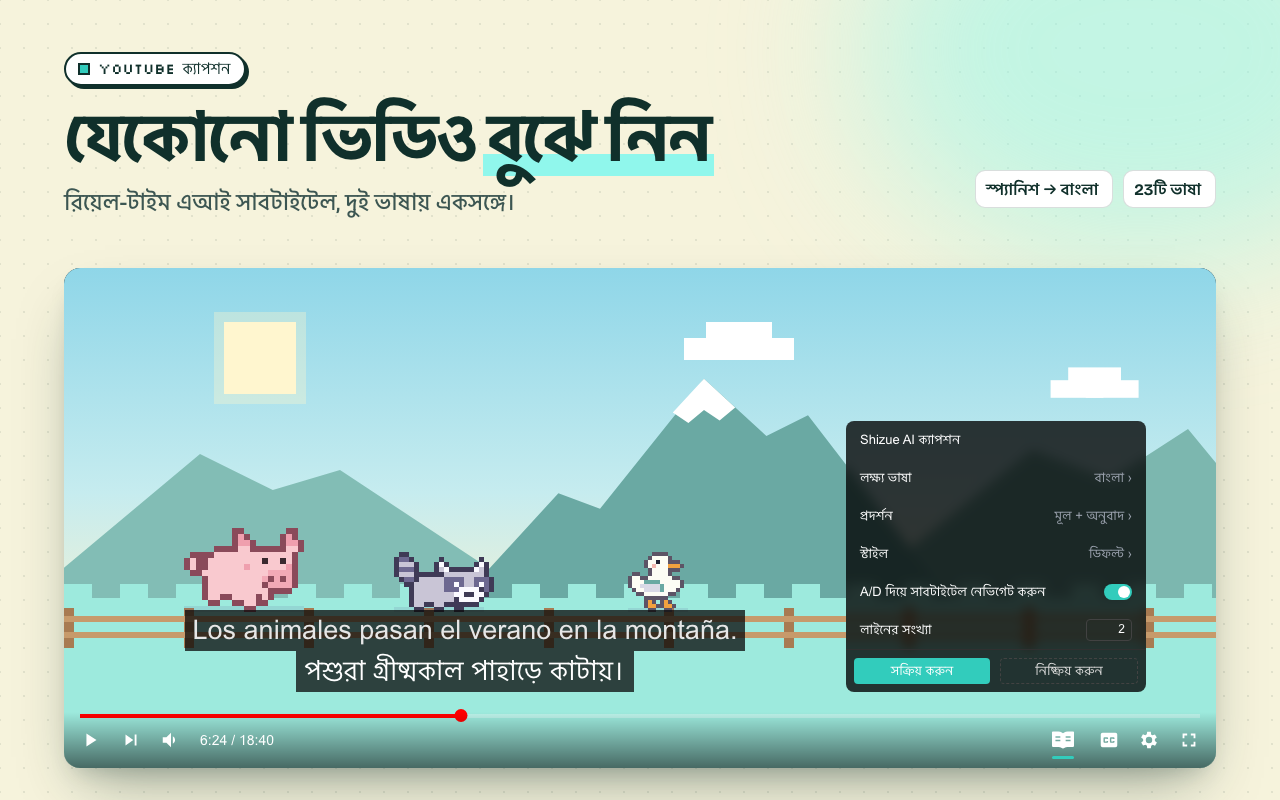 YOUTUBE ক্যাপশন
যেকোনো ভিডিও বুঝে নিন
রিয়েল-টাইম এআই সাবটাইটেল, দুই ভাষায় একসঙ্গে।
স্প্যানিশ → বাংলা
23টি ভাষা
Shizue AI ক্যাপশন
লক্ষ্য ভাষা বাংলা ›
প্রদর্শন মূল + অনুবাদ ›
স্টাইল ডিফল্ট ›
A/D দিয়ে সাবটাইটেল নেভিগেট করুন
লাইনের সংখ্যা 2
সক্রিয় করুন নিষ্ক্রিয় করুন
Los animales pasan el verano en la montaña.
পশুরা গ্রীষ্মকাল পাহাড়ে কাটায়।
6:24 / 18:40
CC